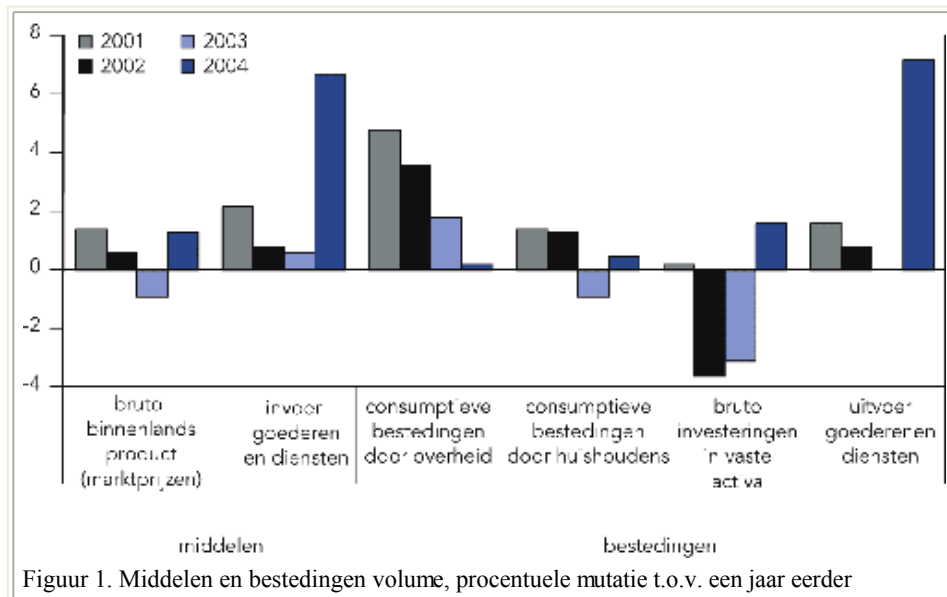 8
6
4
2
0
-2
-4
2001
2002
2003
2004
bruto
binnenlands
product
(marktprijzen)
invoer
goederen
en diensten
consumptieve
bestedingen
door overheid
consumptieve
bestedingen
door huishoudens
bruto
investeringen
in vaste
activa
uitvoer
goederen en
diensten
middelen
bestedingen
Figuur 1. Middelen en bestedingen volume, procentuele mutatie t.o.v. een jaar eerder